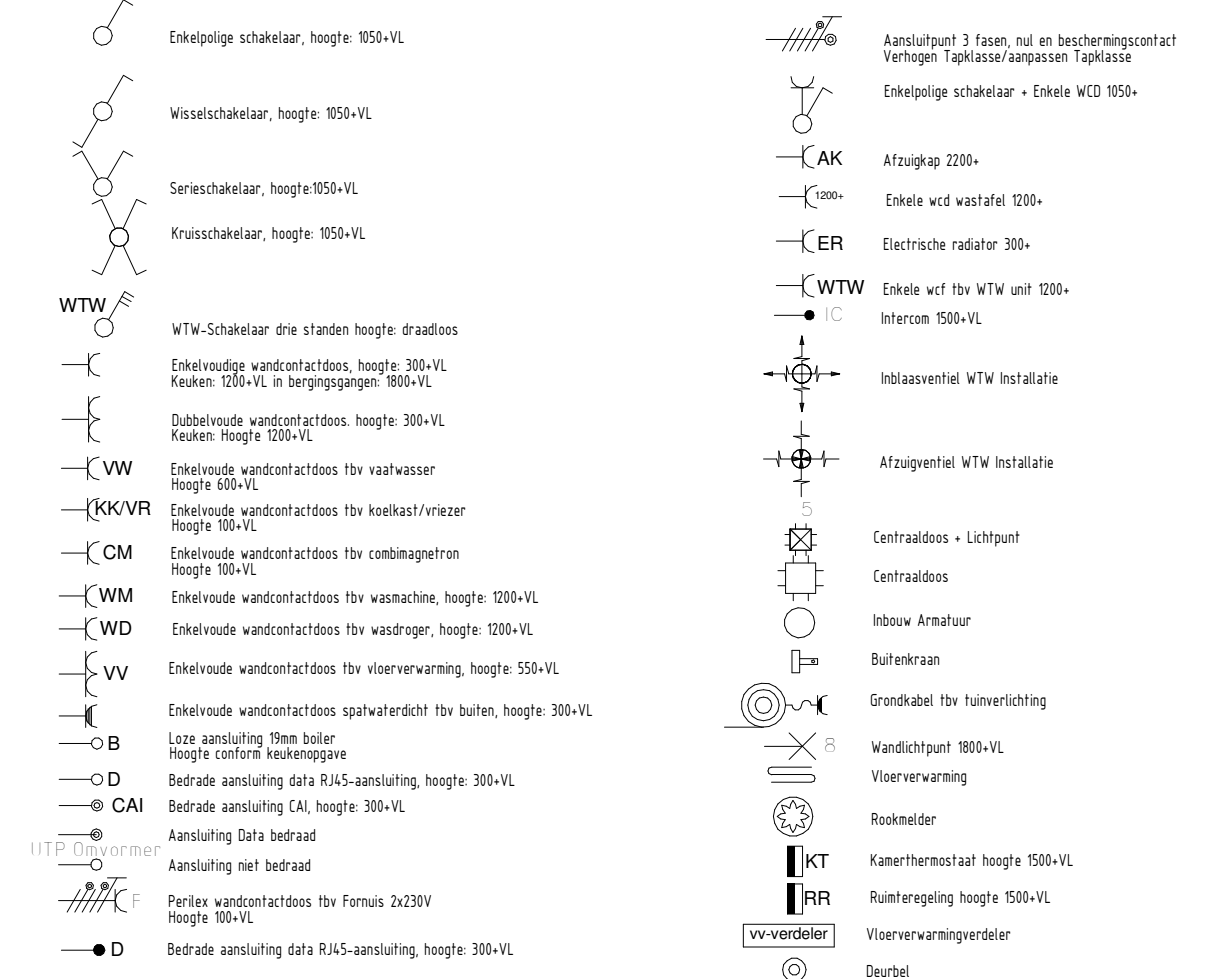 Enkelpolige schakelaar, hoogte: 1050+VL
Wisselschakelaar, hoogte: 1050+VL
Serieschakelaar, hoogte:1050+VL
Kruisschakelaar, hoogte: 1050+VL
WTW
WTW-Schakelaar drie standen hoogte: draadloos
Enkelvoudige wandcontactdoos, hoogte: 300+VL
Keuken: 1200+VL in bergingsgangen: 1800+VL
Dubbelvoude wandcontactdoos. hoogte: 300+VL
Keuken: Hoogte 1200+VL
VW Enkelvoude wandcontactdoos tbv vaatwasser
Hoogte 600+VL
KK/VR Enkelvoude wandcontactdoos tbv koelkast/vriezer
Hoogte 100+VL
CM Enkelvoude wandcontactdoos tbv combimagnetron
Hoogte 100+VL
WM Enkelvoude wandcontactdoos tbv wasmachine, hoogte: 1200+VL
WD Enkelvoude wandcontactdoos tbv wasdroger, hoogte: 1200+VL
VV Enkelvoude wandcontactdoos tbv vloerverwarming, hoogte: 550+VL
Enkelvoude wandcontactdoos spatwaterdicht tbv buiten, hoogte: 300+VL
B Loze aansluiting 19mm boiler
Hoogte conform keukenopgave
D Bedrade aansluiting data RJ45-aansluiting, hoogte: 300+VL
CAI Bedrade aansluiting CAI, hoogte: 300+VL
Aansluiting Data bedraad
UTP Omvormer
Aansluiting niet bedraad
F Perilex wandcontactdoos tbv Fornuis 2x230V
Hoogte 100+VL
D Bedrade aansluiting data RJ45-aansluiting, hoogte: 300+VL
Aansluitpunt 3 fasen, nul en beschermingscontact
Verhogen Tapklasse/aanpassen Tapklasse
Enkelpolige schakelaar + Enkele WCD 1050+
AK Afzuigkap 2200+
1200+ Enkele wcd wastafel 1200+
ER Electrische radiator 300+
WTW Enkele wcf tbv WTW unit 1200+
IC Intercom 1500+VL
Inblaasventiel WTW Installatie
Afzuigventiel WTW Installatie
5
Centraaldoos + Lichtpunt
Centraaldoos
Inbouw Armatuur
Buitenkraan
Grondkabel tbv tuinverlichting
8 Wandlichtpunt 1800+VL
Vloerverwarming
Rookmelder
KT Kamerthermostaat hoogte 1500+VL
RR Ruimteregeling hoogte 1500+VL
vv-verdeler Vloerverwarmingverdeler
Deurbel